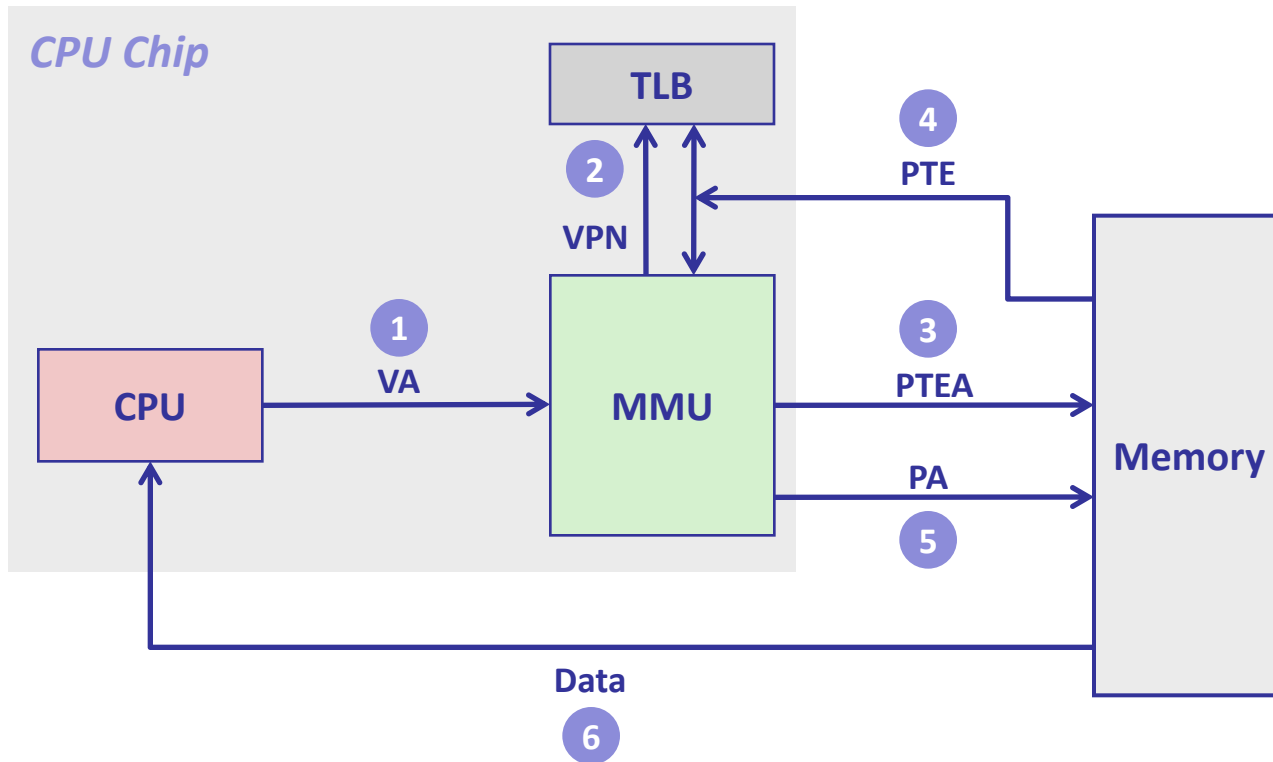 CPU Chip
TLB
4
2
PTE
VPN
1
3
VA
PTEA
CPU
MMU
Memory
PA
5
Data
6